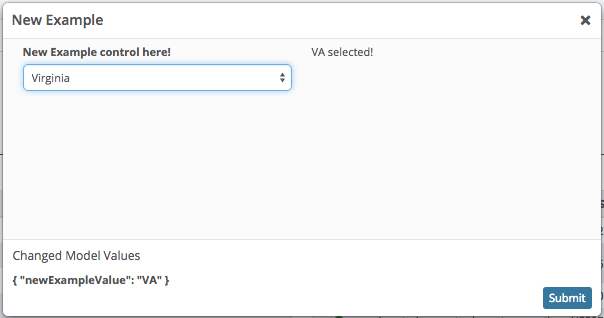 New Example
×
New Example control here!
VA selected!
Virginia
Changed Model Values
{ "newExampleValue": "VA" }
Submit